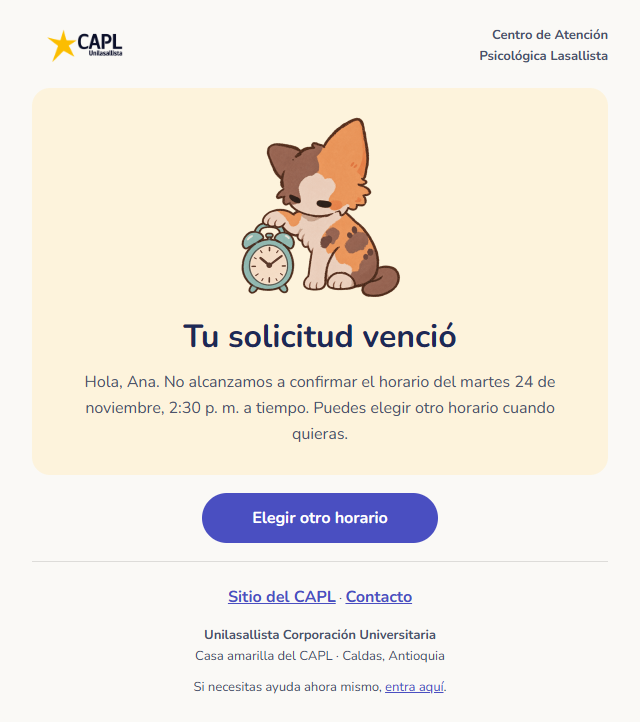 CAPL
Unilasallista
Centro de Atención
Psicológica Lasallista
Tu solicitud venció
Hola, Ana. No alcanzamos a confirmar el horario del martes 24 de
noviembre, 2:30 p. m. a tiempo. Puedes elegir otro horario cuando
quieras.
Elegir otro horario
Sitio del CAPL · Contacto
Unilasallista Corporación Universitaria
Casa amarilla del CAPL · Caldas, Antioquia
Si necesitas ayuda ahora mismo, entra aquí.